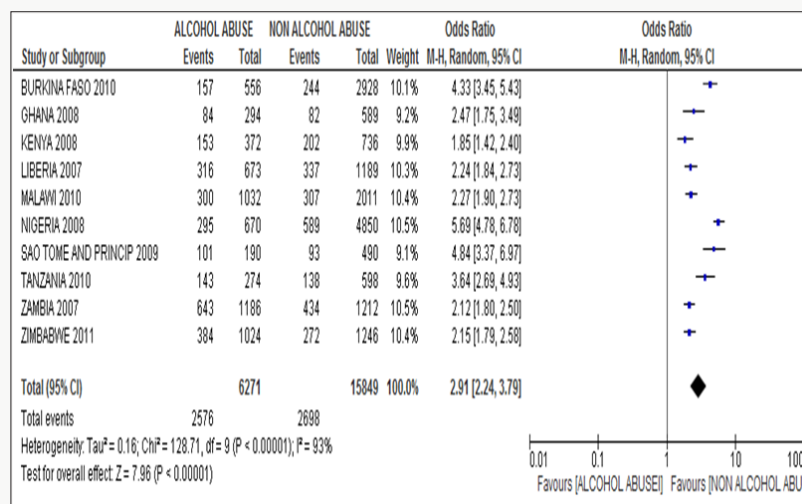 ALCOHOL ABUSE NON ALCOHOL ABUSE Odds Ratio Odds Ratio
Study or Subgroup Events Total Events Total Weight M-H, Random, 95% CI M-H, Random, 95% CI
BURKINA FASO 2010 157 556 244 2928 10.1% 4.33 [3.45, 5.43]
GHANA 2008 84 294 82 589 9.2% 2.47 [1.75, 3.49]
KENYA 2008 153 372 202 736 9.9% 1.85 [1.42, 2.40]
LIBERIA 2007 316 673 337 1189 10.3% 2.24 [1.84, 2.73]
MALAWI 2010 300 1032 307 2011 10.4% 2.27 [1.90, 2.73]
NIGERIA 2008 295 670 589 4850 10.4% 5.69 [4.78, 6.78]
SAO TOME AND PRINCIP 2009 101 190 93 490 9.1% 4.84 [3.37, 6.97]
TANZANIA 2010 143 274 138 598 9.6% 3.64 [2.69, 4.93]
ZAMBIA 2007 643 1186 434 1212 10.5% 2.12 [1.80, 2.50]
ZIMBABWE 2011 384 1024 272 1246 10.4% 2.15 [1.79, 2.58]
Total (95% CI) 6271 15849 100.0% 2.91 [2.24, 3.79]
Total events 2576 2698
Heterogeneity: Tau² = 0.16; Chi² = 128.71, df = 9 (P < 0.00001); I² = 93%
Test for overall effect: Z = 7.96 (P < 0.00001)
0.01 0.1 1 10 100
Favours [ALCOHOL ABUSE] Favours [NON ALCOHOL ABU